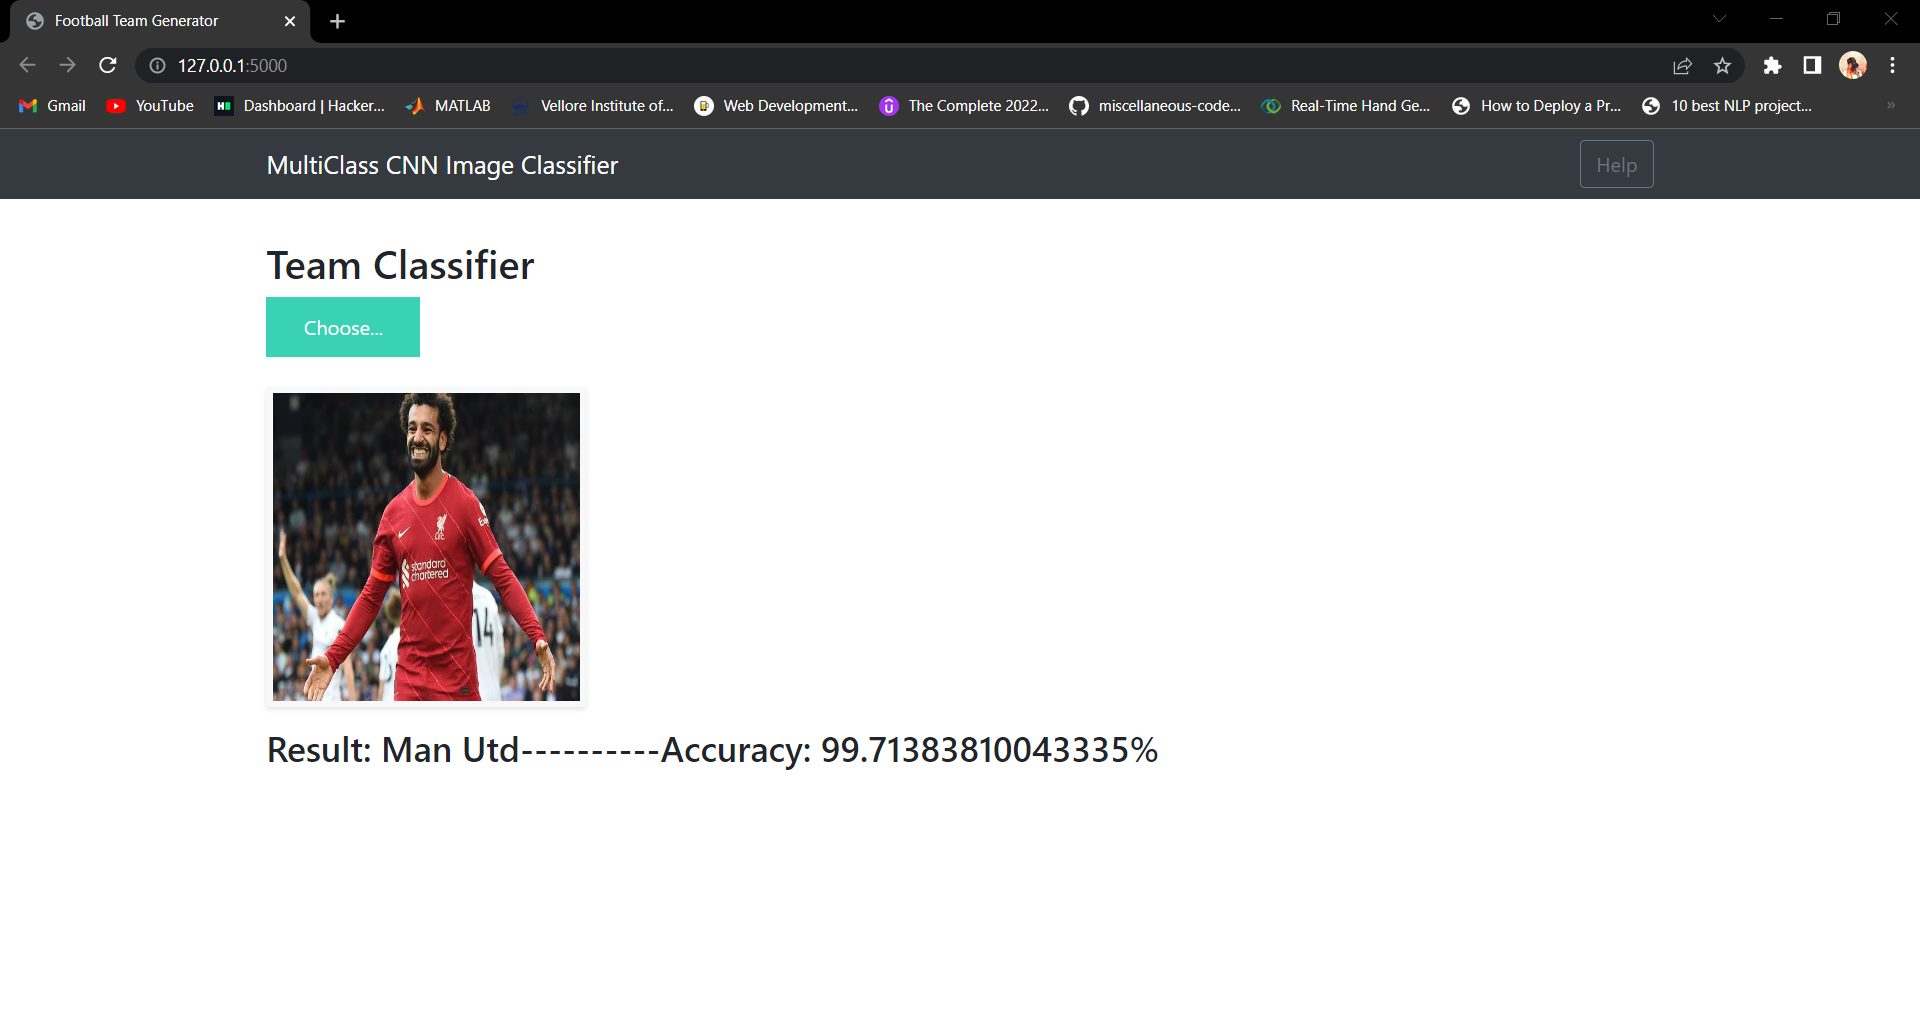 Football Team Generator
127.0.0.1:5000
Gmail YouTube Dashboard | Hacker... MATLAB Vellore Institute of... Web Development... The Complete 2022... miscellaneous-code... Real-Time Hand Ge... How to Deploy a Pr... 10 best NLP project...
MultiClass CNN Image Classifier Help
Team Classifier
Choose...
LFC
standard
chartered
14
Result: Man Utd----------Accuracy: 99.71383810043335%